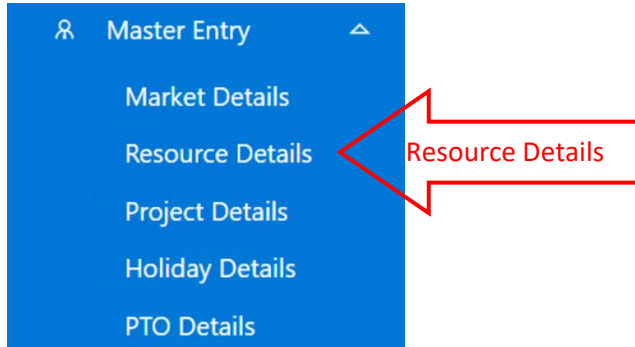 Master Entry
Market Details
Resource Details
Resource Details
Project Details
Holiday Details
PTO Details